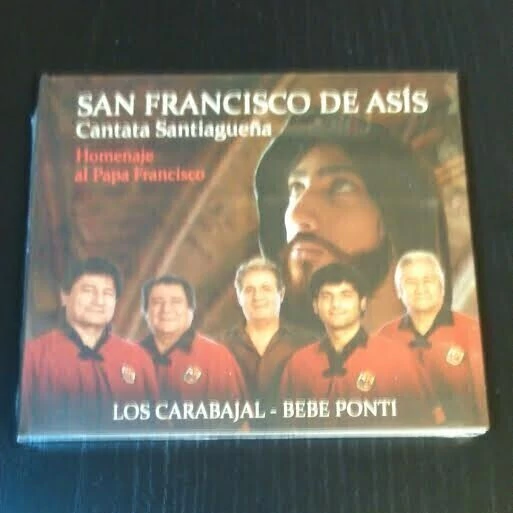 SAN FRANCISCO DE ASÍS
Cantata Santiagueña
Homenaje
al Papa Francisco
LOS CARABAJAL - BEBE PONTI